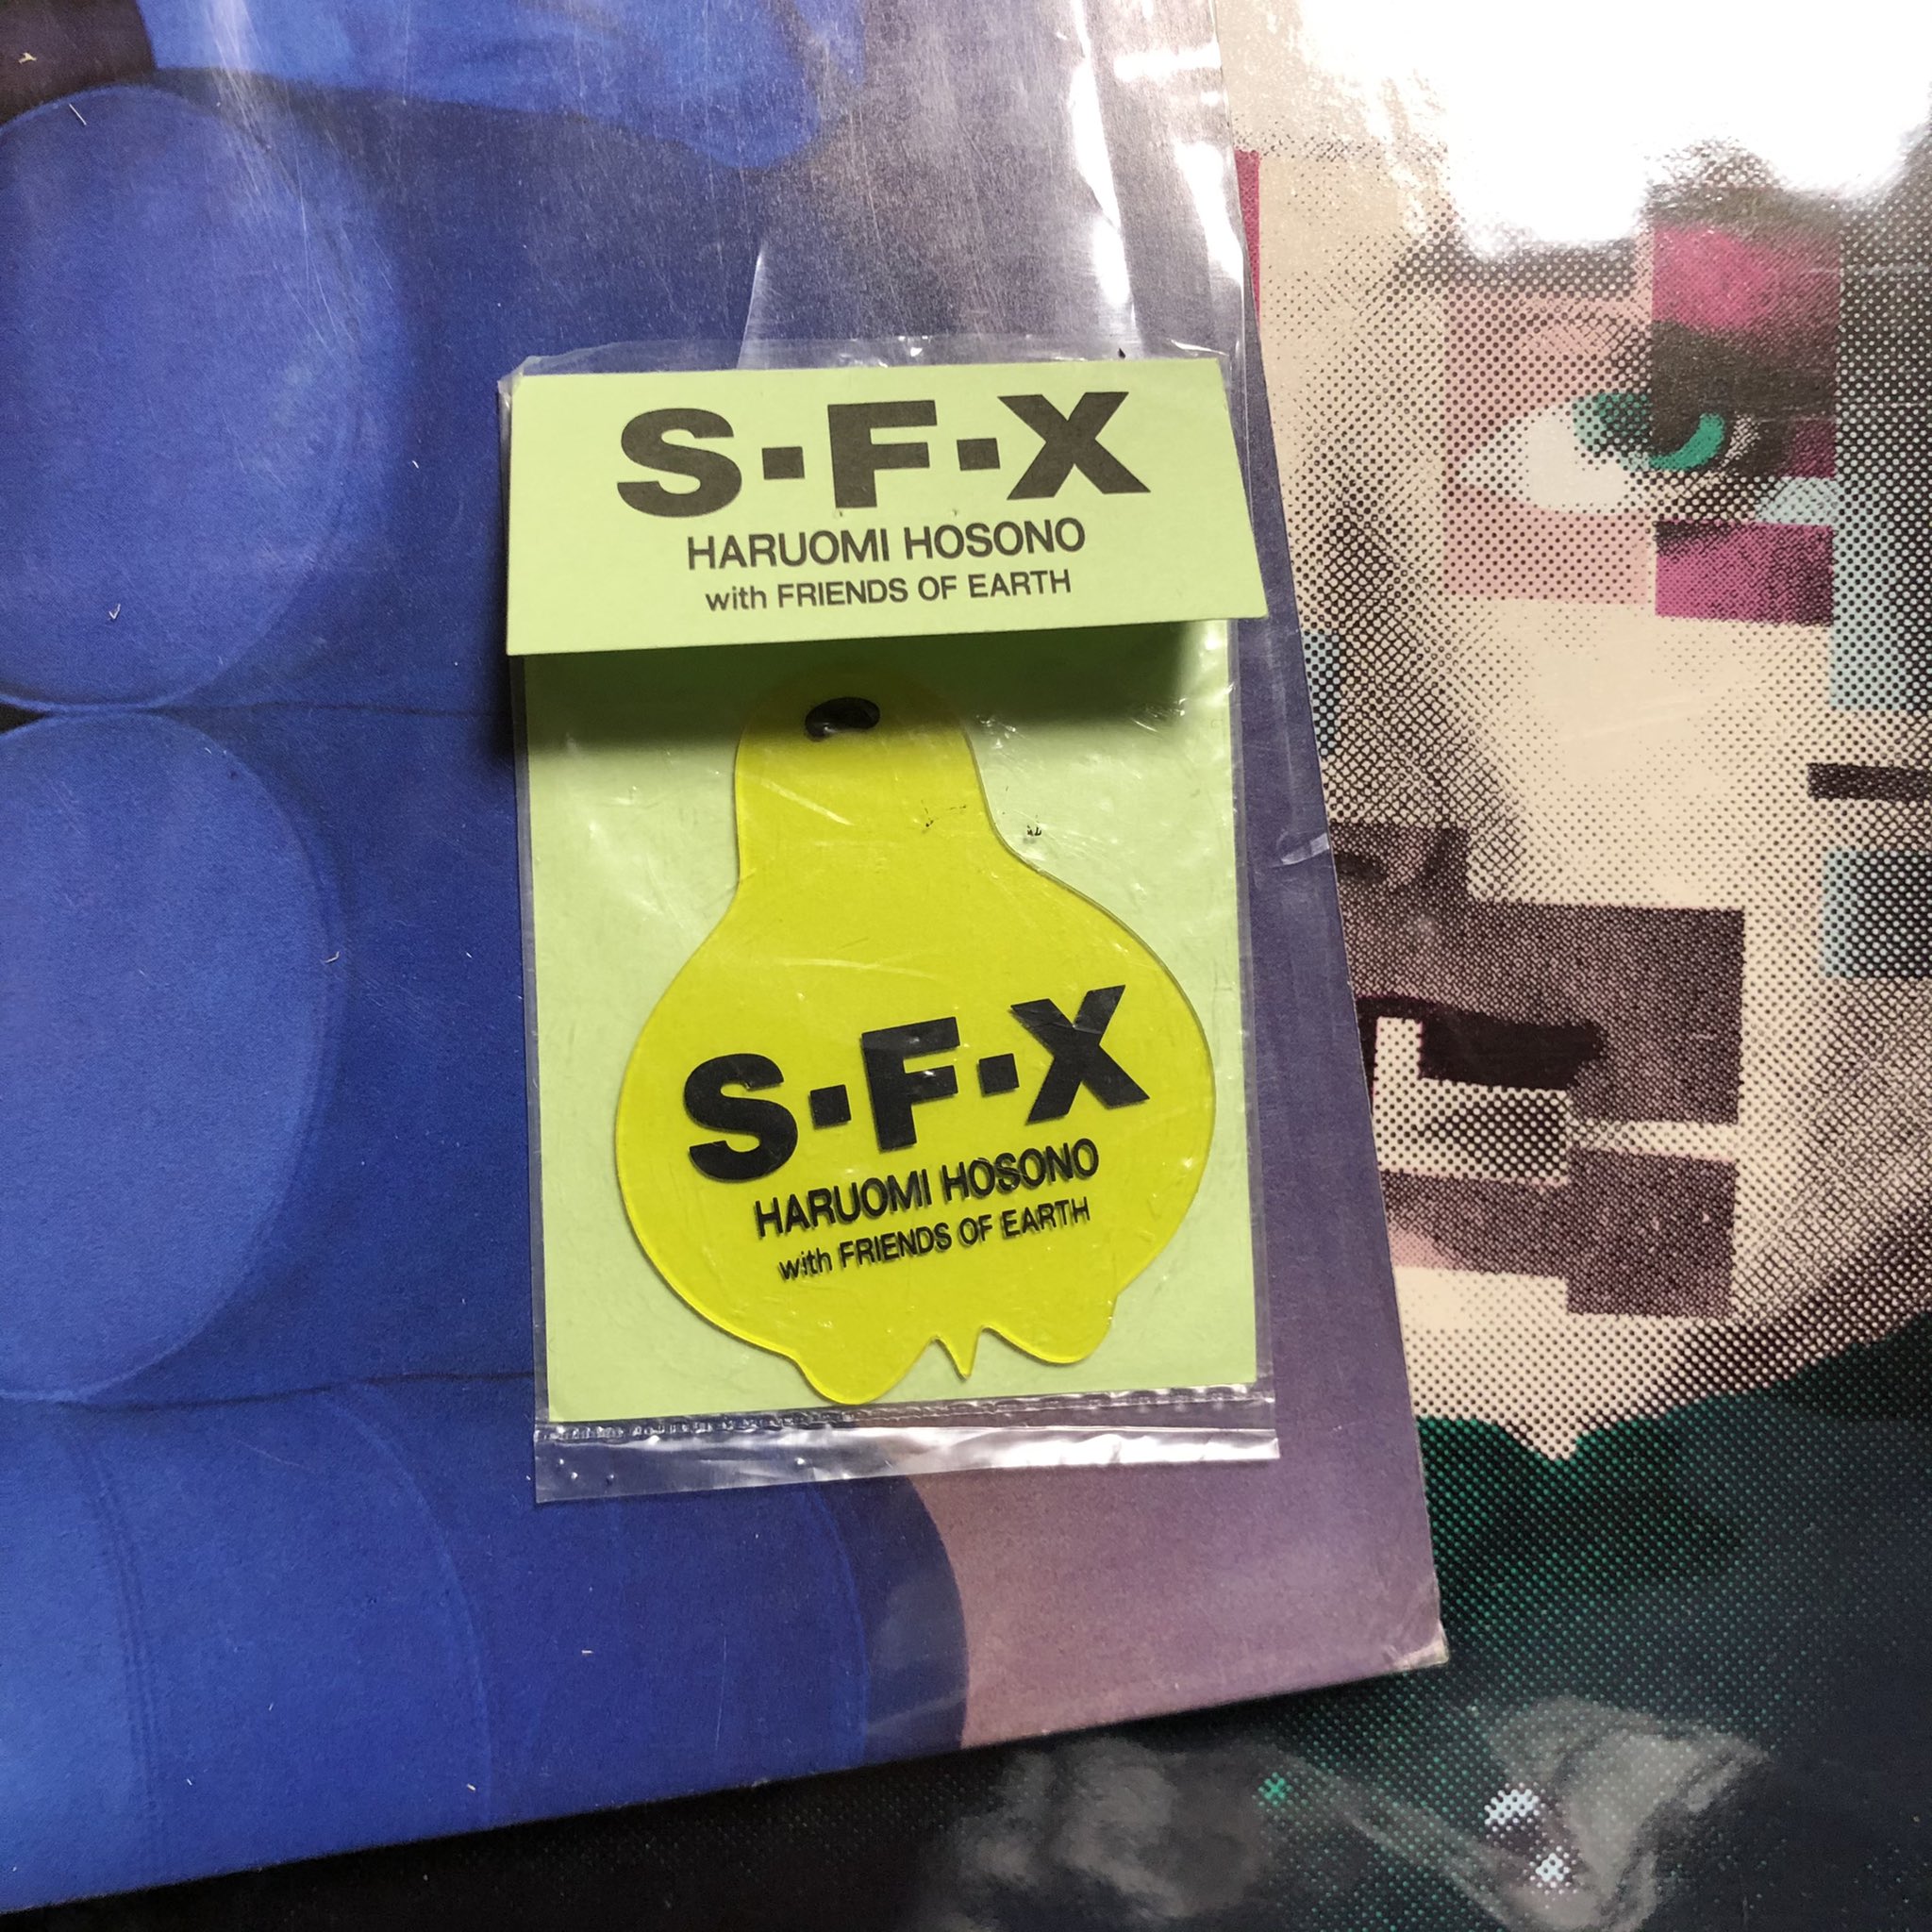 S·F·X
HARUOMI HOSONO
with FRIENDS OF EARTH
S·F·X
HARUOMI HOSONO
with FRIENDS OF EARTH